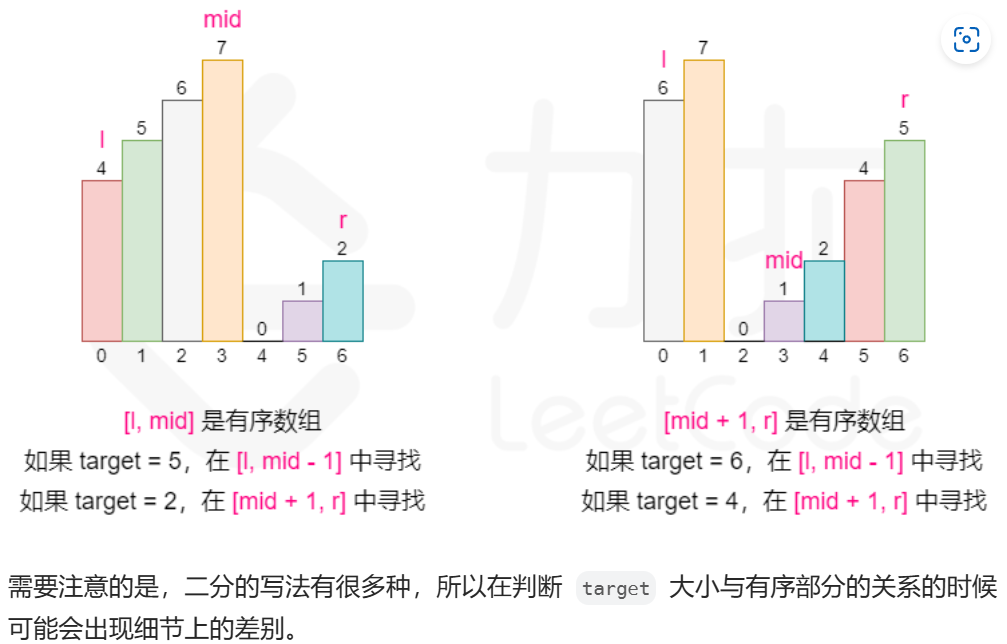 mid
7
6
5
l
4
r
2
1
0
0 1 2 3 4 5 6
[l, mid] 是有序数组
如果 target = 5，在 [l, mid - 1] 中寻找
如果 target = 2，在 [mid + 1, r] 中寻找
l
7
6
r
5
4
mid
2
1
0
0 1 2 3 4 5 6
[mid + 1, r] 是有序数组
如果 target = 6，在 [l, mid - 1] 中寻找
如果 target = 4，在 [mid + 1, r] 中寻找
力扣
LeetCode
需要注意的是，二分的写法有很多种，所以在判断 target 大小与有序部分的关系的时候
可能会出现细节上的差别。